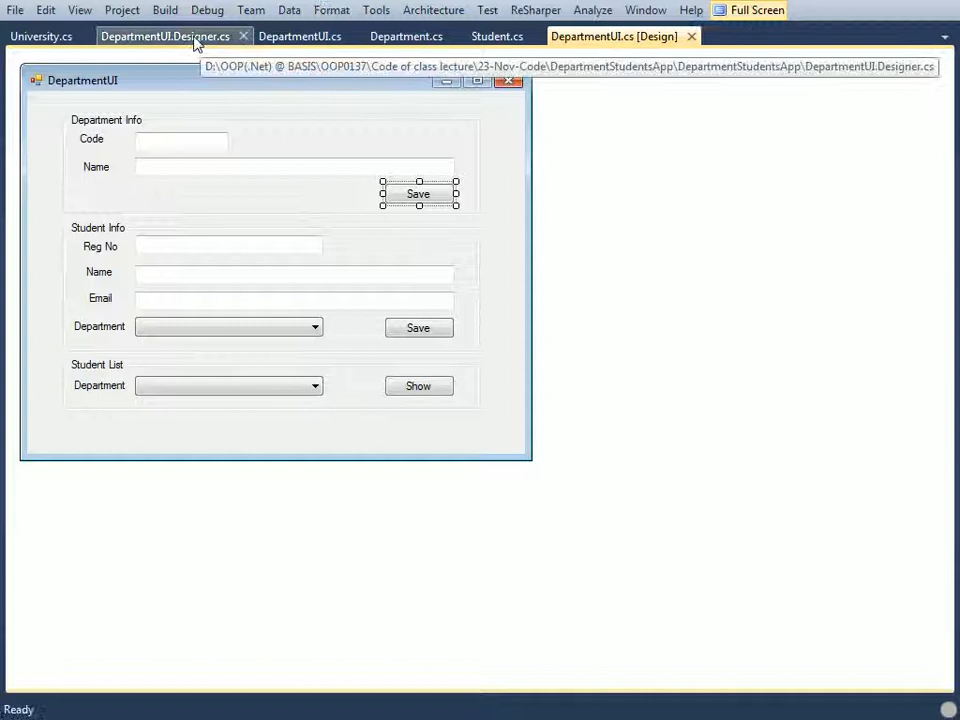 File Edit View Project Build Debug Team Data Format Tools Architecture Test ReSharper Analyze Window Help Full Screen
University.cs DepartmentUI.Designer.cs DepartmentUI.cs Department.cs Student.cs DepartmentUI.cs [Design]
D:\OOP(.Net) @ BASIS\OOP0137\Code of class lecture\23-Nov-Code\DepartmentStudentsApp\DepartmentStudentsApp\DepartmentUI.Designer.cs
DepartmentUI
Department Info
Code
Name
Save
Student Info
Reg No
Name
Email
Department Save
Student List
Department Show
Ready